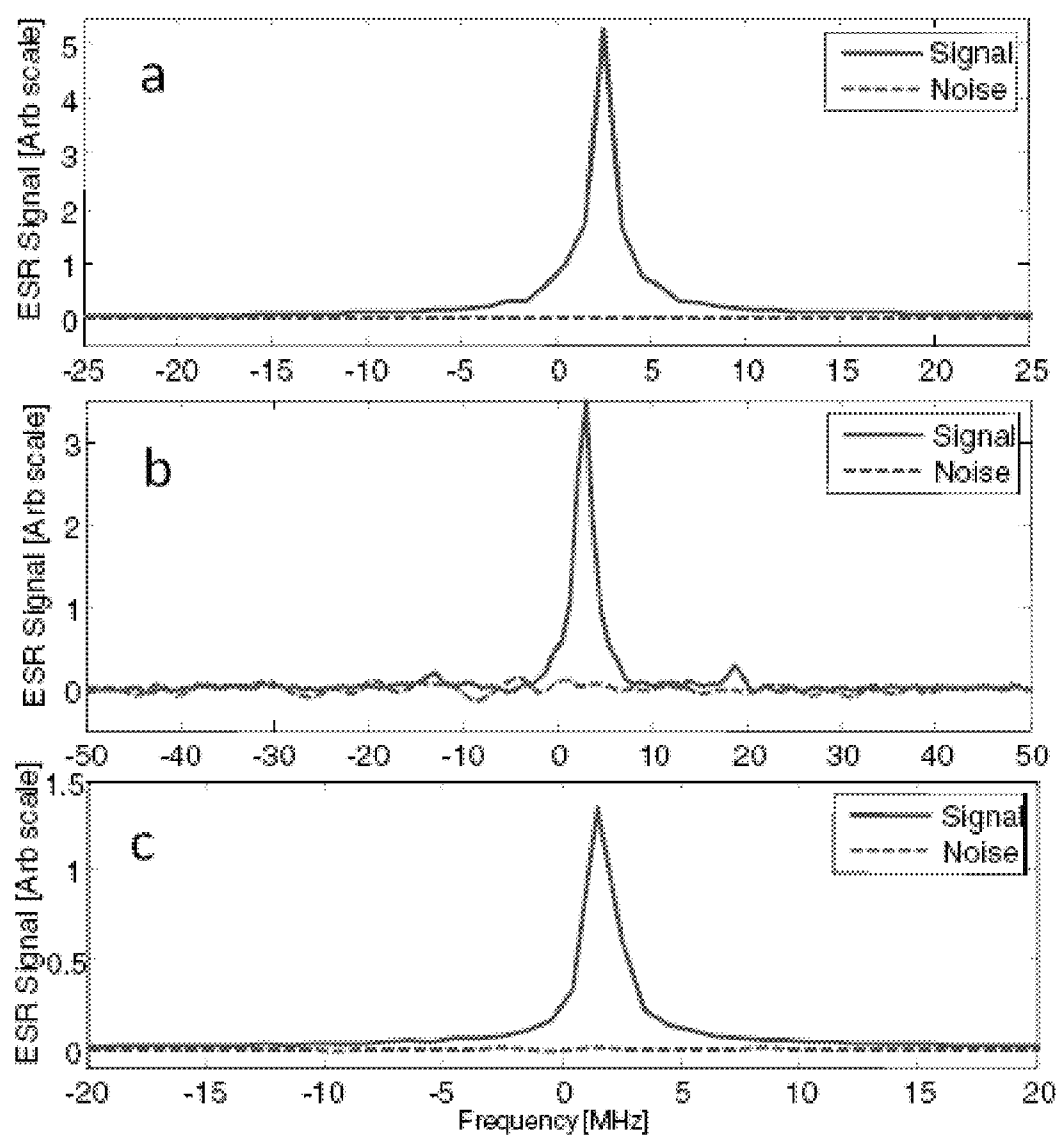 a
Signal
Noise
ESR Signal [Arb scale]
5
4
3
2
1
0
-25 -20 -15 -10 -5 0 5 10 15 20 25
b
Signal
Noise
ESR Signal [Arb scale]
3
2
1
0
-50 -40 -30 -20 -10 0 10 20 30 40 50
c
Signal
Noise
ESR Signal [Arb scale]
1.5
1
0.5
0
-20 -15 -10 -5 0 5 10 15 20
Frequency [MHz]